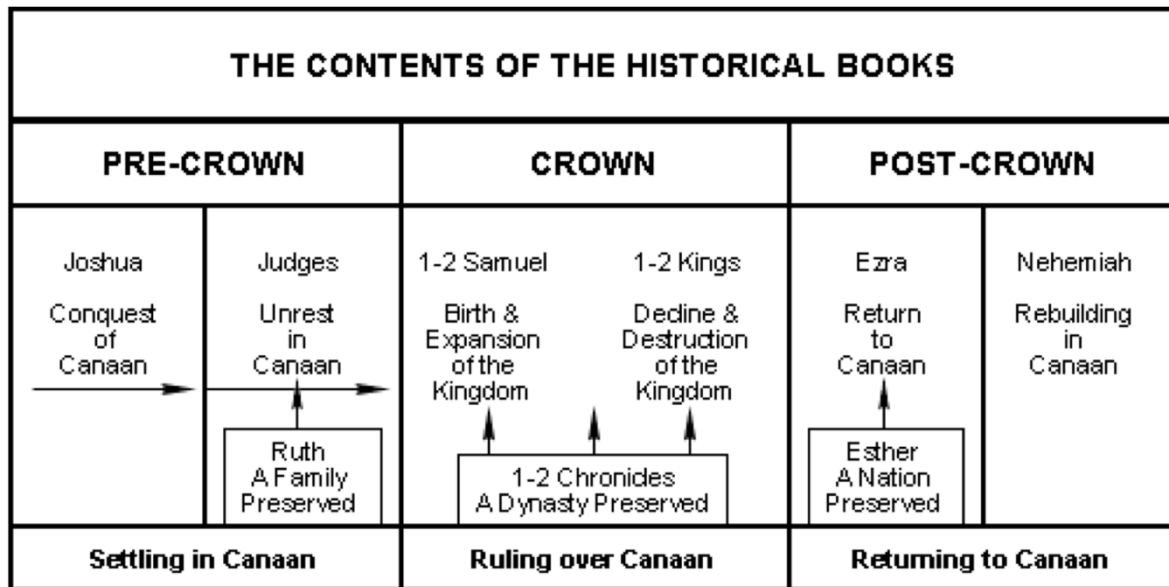 THE CONTENTS OF THE HISTORICAL BOOKS
PRE-CROWN
CROWN
POST-CROWN
Joshua
Conquest
of
Canaan
Judges
Unrest
in
Canaan
Ruth
A Family
Preserved
1-2 Samuel
Birth &
Expansion
of the
Kingdom
1-2 Kings
Decline &
Destruction
of the
Kingdom
1-2 Chronicles
A Dynasty Preserved
Ezra
Return
to
Canaan
Esther
A Nation
Preserved
Nehemiah
Rebuilding
in
Canaan
Settling in Canaan
Ruling over Canaan
Returning to Canaan